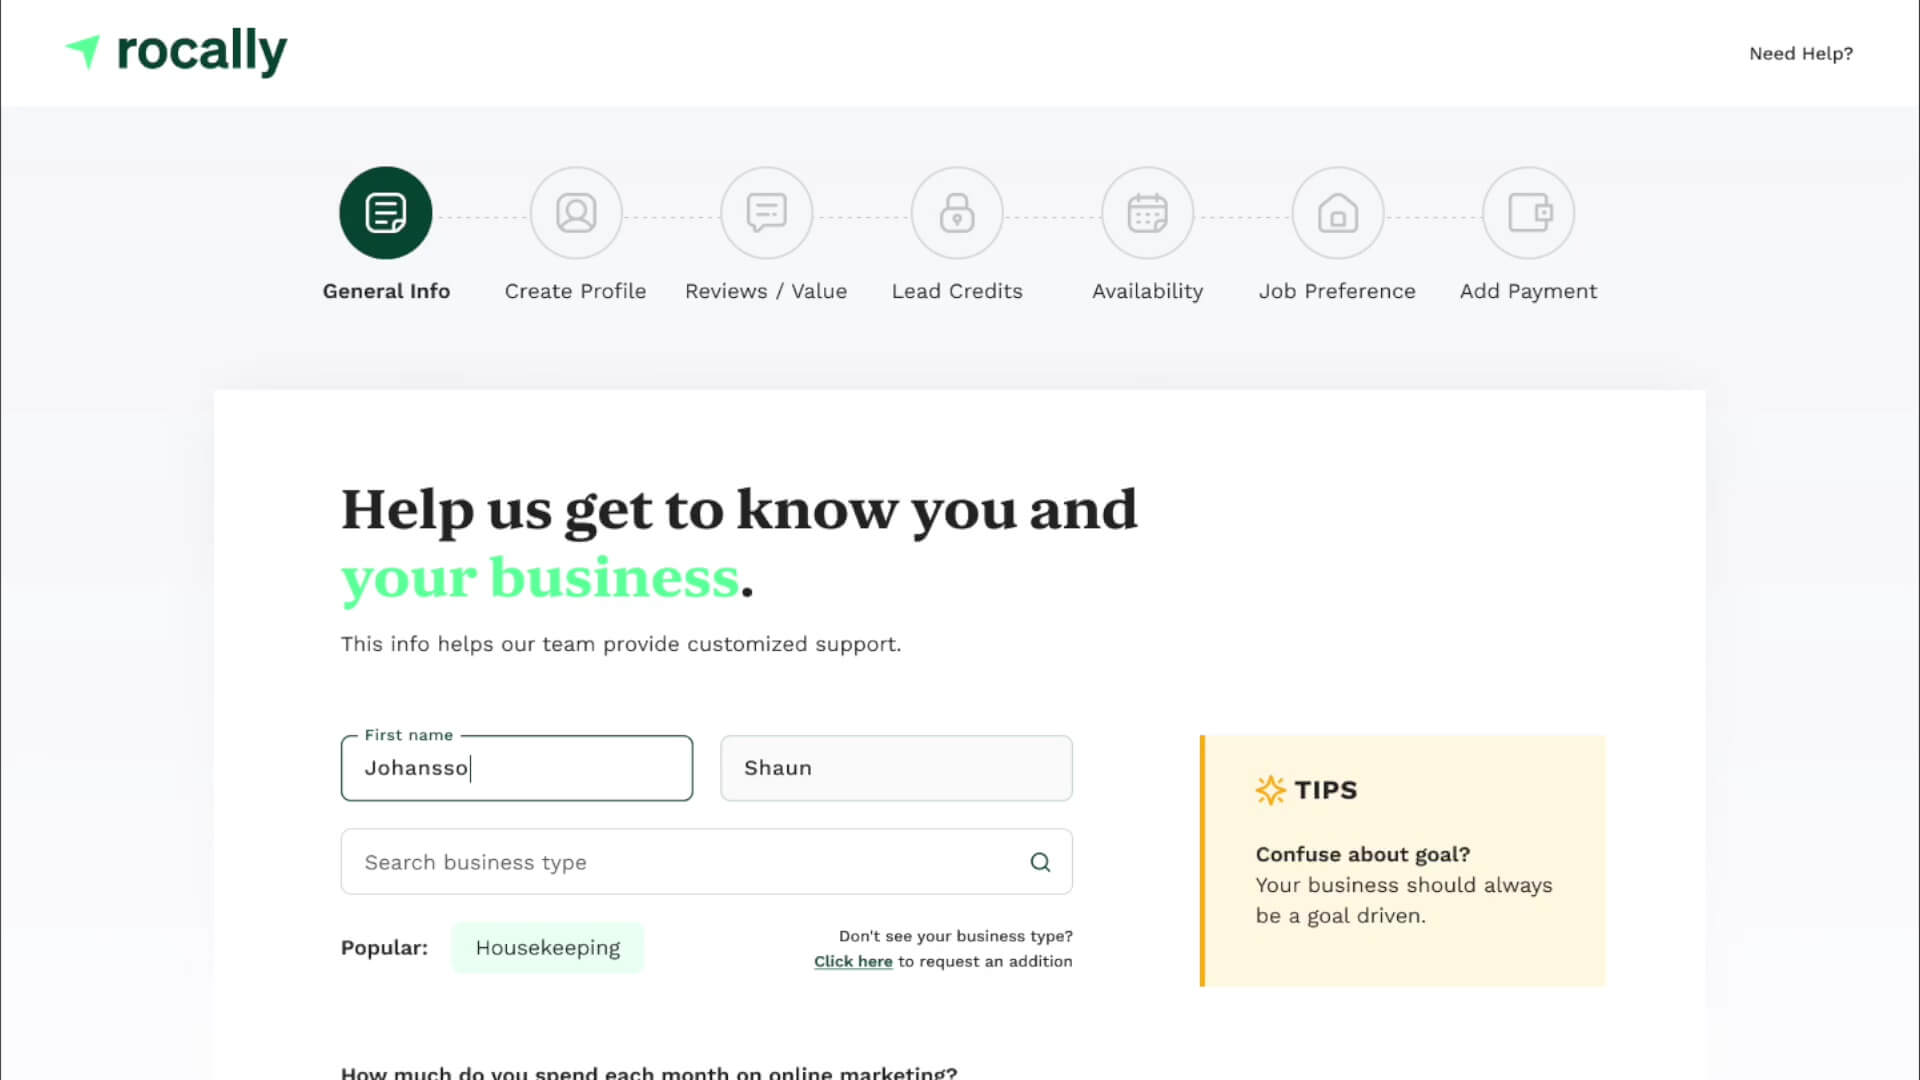 rocally
Need Help?
General Info
Create Profile
Reviews / Value
Lead Credits
Availability
Job Preference
Add Payment
Help us get to know you and
your business.
This info helps our team provide customized support.
First name
Johansso
Shaun
Search business type
Popular:
Housekeeping
Don't see your business type?
Click here to request an addition
TIPS
Confuse about goal?
Your business should always
be a goal driven.
How much do you spend each month on online marketing?